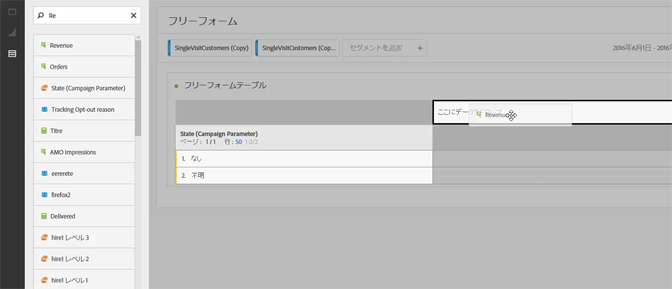 Re
Revenue
Orders
State (Campaign Parameter)
Tracking Opt-out reason
Titre
AMO Impressions
eererete
firefox2
Delivered
hire1 レベル 3
hire1 レベル 2
hire1 レベル 1
フリーフォーム
SingleVisitCustomers (Copy)
SingleVisitCustomers (Cop...
セグメントを追加
2016年6月1日 - 2016
フリーフォームテーブル
ここにデー
Revenue
State (Campaign Parameter)
ページ: 1 / 1 行: 50 1-2/2
1. なし
2. 不明